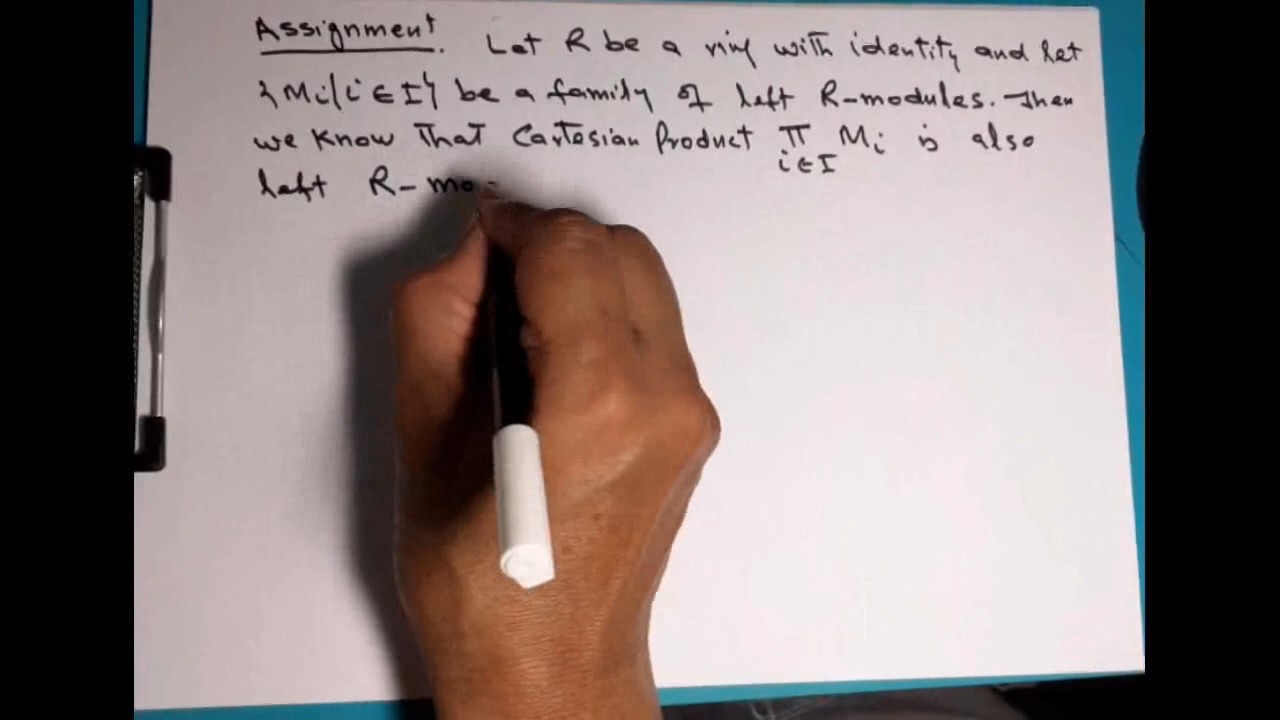 Assignment. Let R be a ring with identity and let
{Mi | i ∈ I} be a family of left R-modules. Then
we know that Cartesian Product Π Mi is also
i∈I
left R-mo